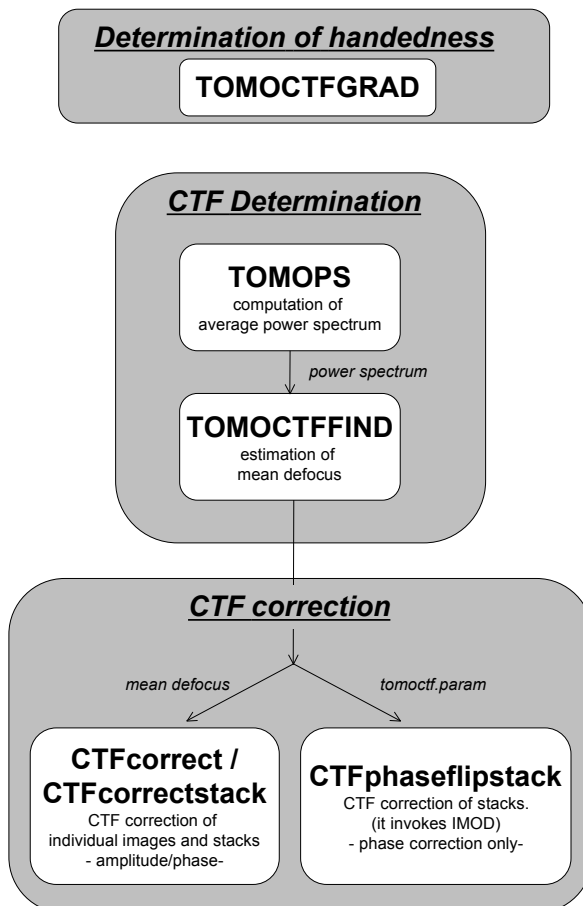 Determination of handedness
TOMOCTFGRAD
CTF Determination
TOMOPS
computation of
average power spectrum
power spectrum
TOMOCTFFIND
estimation of
mean defocus
CTF correction
mean defocus
tomoctf.param
CTFcorrect /
CTFcorrectstack
CTF correction of
individual images and stacks
- amplitude/phase-
CTFphaseflipstack
CTF correction of stacks.
(it invokes IMOD)
- phase correction only-